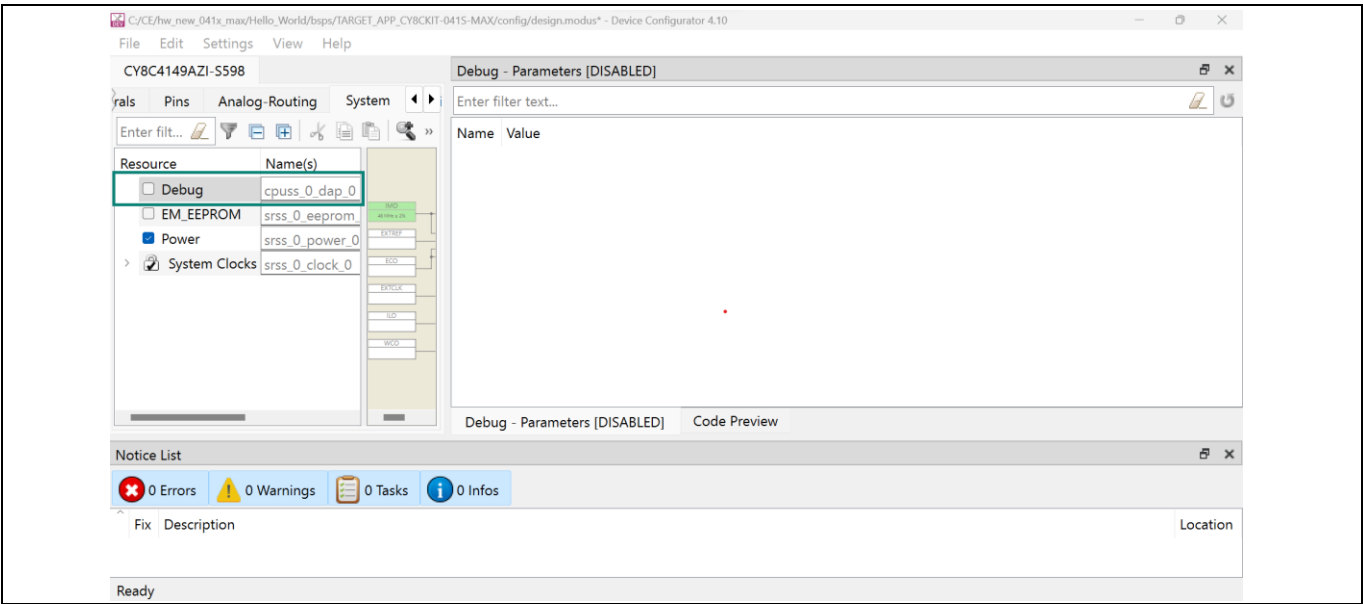 C:/CE/hw_new_041x_max/Hello_World/bsps/TARGET_APP_CY8CKIT-041S-MAX/config/design.modus* - Device Configurator 4.10
File Edit Settings View Help
CY8C4149AZI-S598
Debug - Parameters [DISABLED]
rals Pins Analog-Routing System
Enter filter text...
Enter filt...
Name Value
Resource Name(s)
Debug cpuss_0_dap_0
EM_EEPROM srss_0_eeprom_
Power srss_0_power_0
System Clocks srss_0_clock_0
IMO
EXTREF
ECO
EXTCLK
ILO
WCO
Debug - Parameters [DISABLED] Code Preview
Notice List
0 Errors 0 Warnings 0 Tasks 0 Infos
Fix Description Location
Ready